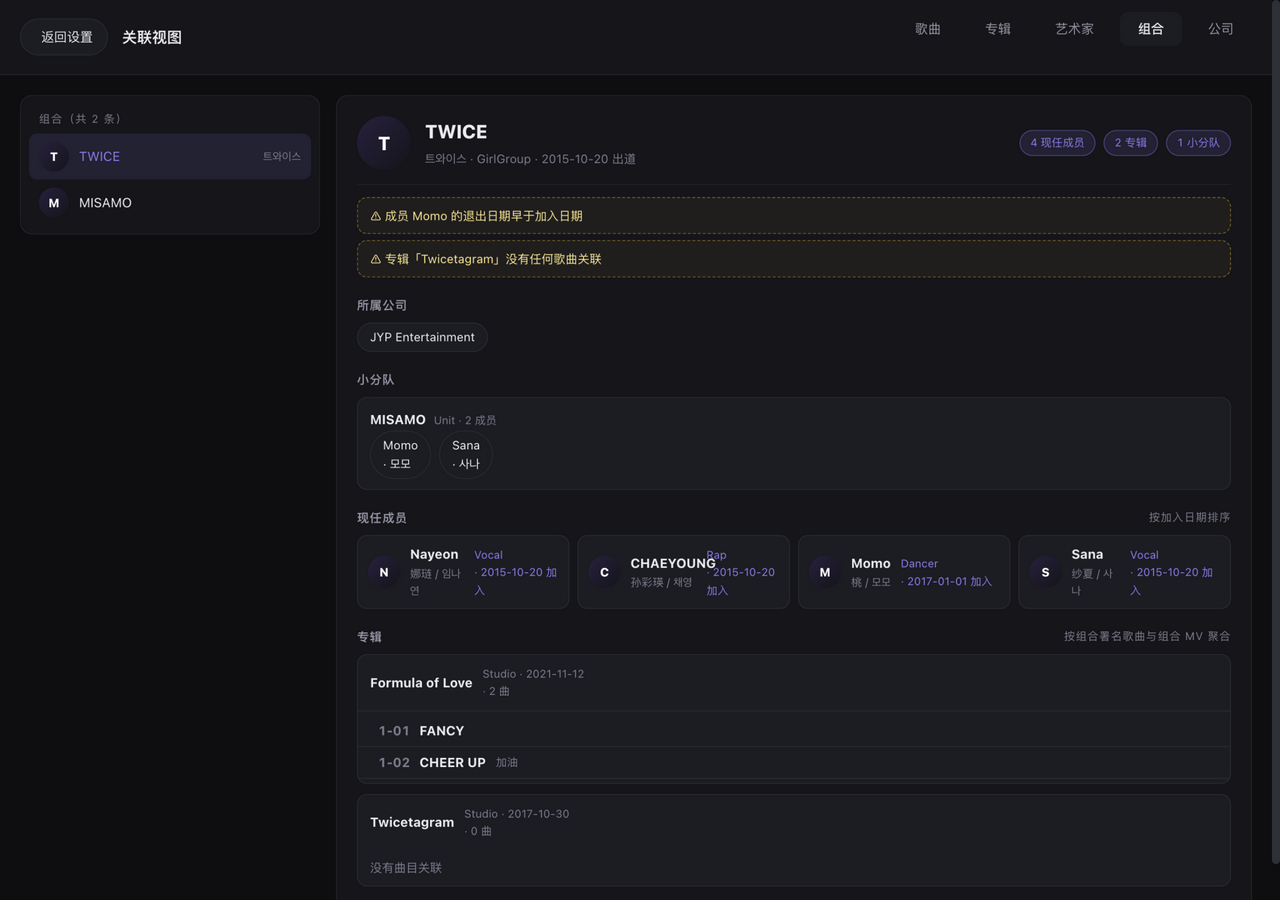 返回设置
关联视图
歌曲
专辑
艺术家
组合
公司
组合（共 2 条）
T
TWICE
트와이스
M
MISAMO
T
TWICE
트와이스 · GirlGroup · 2015-10-20 出道
4 现任成员
2 专辑
1 小分队
⚠ 成员 Momo 的退出日期早于加入日期
⚠ 专辑「Twicetagram」没有任何歌曲关联
所属公司
JYP Entertainment
小分队
MISAMO Unit · 2 成员
Momo
· 모모
Sana
· 사나
现任成员
按加入日期排序
N
Nayeon
娜琏 / 임나
연
Vocal
· 2015-10-20 加
入
C
CHAEYOUNG
孙彩瑛 / 채영
Rap
· 2015-10-20
加入
M
Momo
桃 / 모모
Dancer
· 2017-01-01 加入
S
Sana
纱夏 / 사
나
Vocal
· 2015-10-20 加
入
专辑
按组合署名歌曲与组合 MV 聚合
Formula of Love
Studio · 2021-11-12
· 2 曲
1-01 FANCY
1-02 CHEER UP 加油
Twicetagram
Studio · 2017-10-30
· 0 曲
没有曲目关联